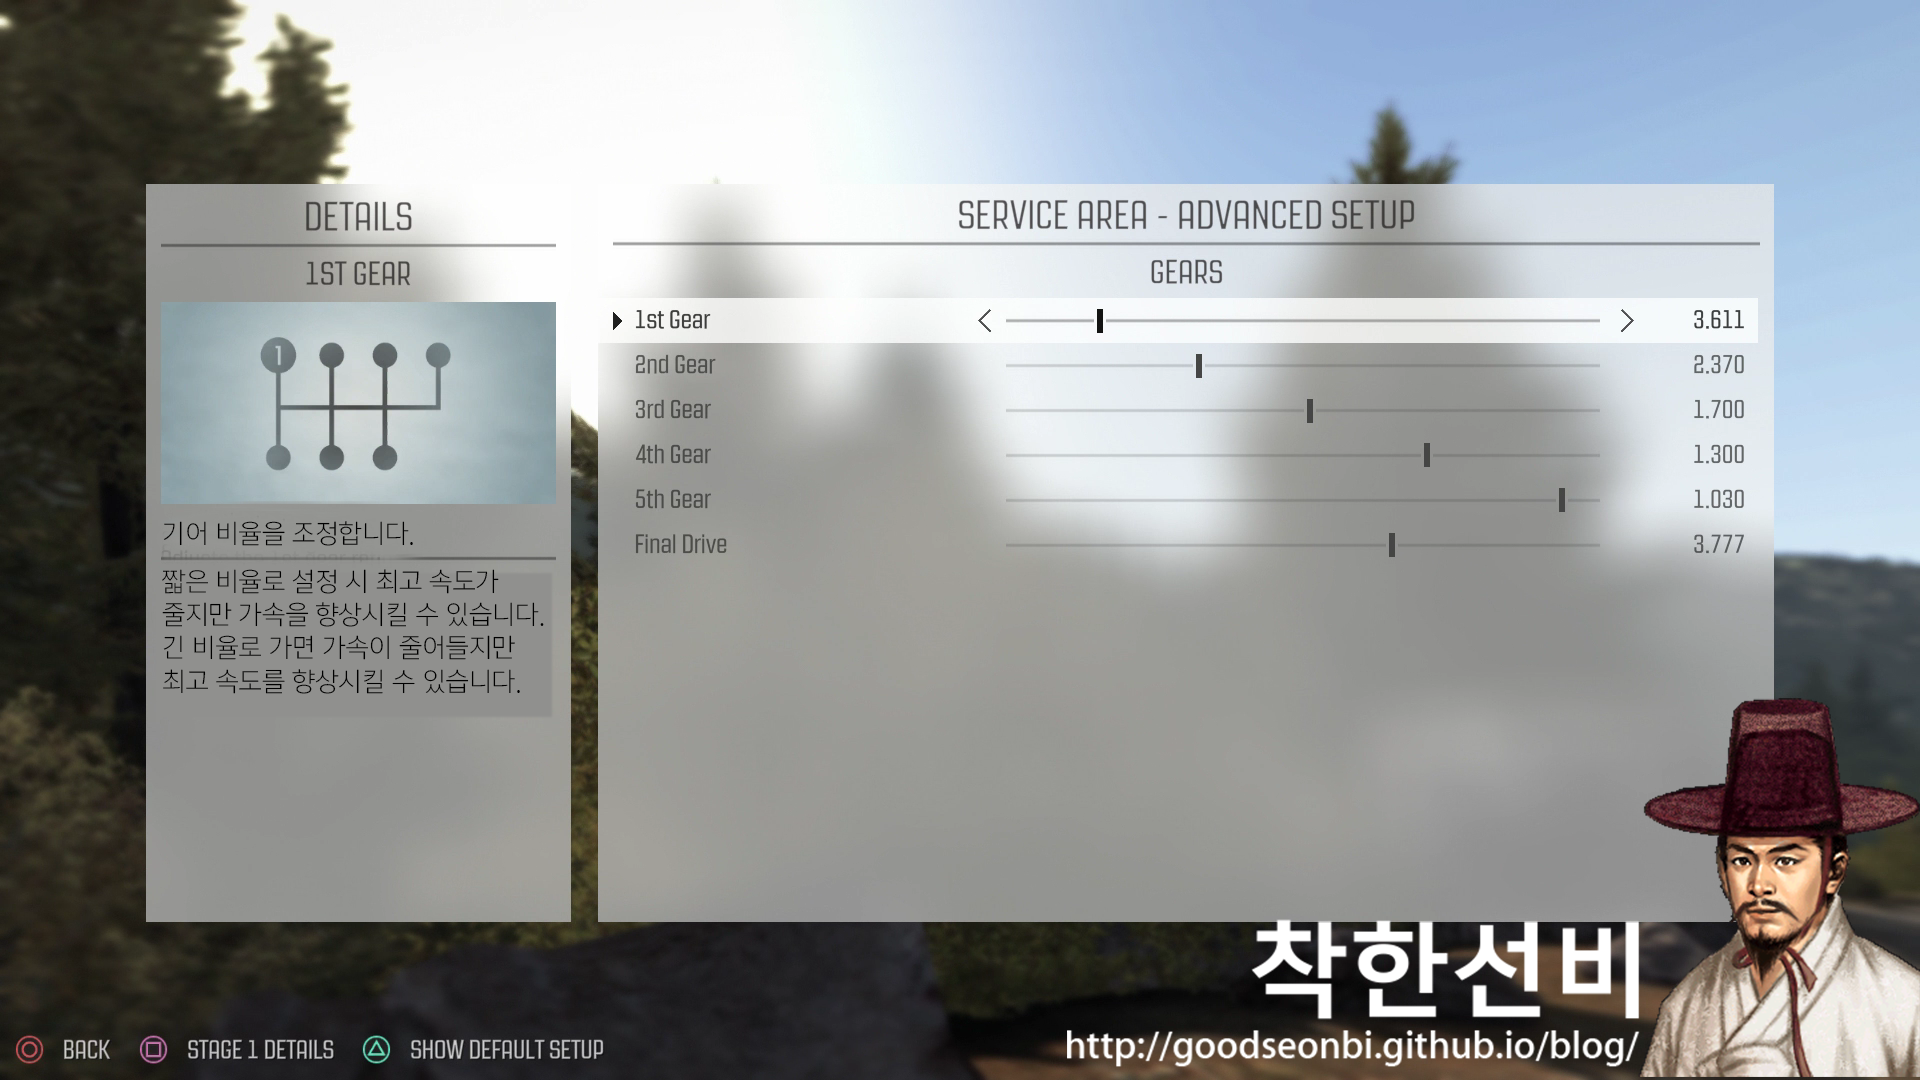 DETAILS
1ST GEAR
1
기어 비율을 조정합니다.
짧은 비율로 설정 시 최고 속도가
줄지만 가속을 향상시킬 수 있습니다.
긴 비율로 가면 가속이 줄어들지만
최고 속도를 향상시킬 수 있습니다.
SERVICE AREA - ADVANCED SETUP
GEARS
1st Gear 3.611
2nd Gear 2.370
3rd Gear 1.700
4th Gear 1.300
5th Gear 1.030
Final Drive 3.777
착한선비
http://goodseonbi.github.io/blog/
BACK STAGE 1 DETAILS SHOW DEFAULT SETUP